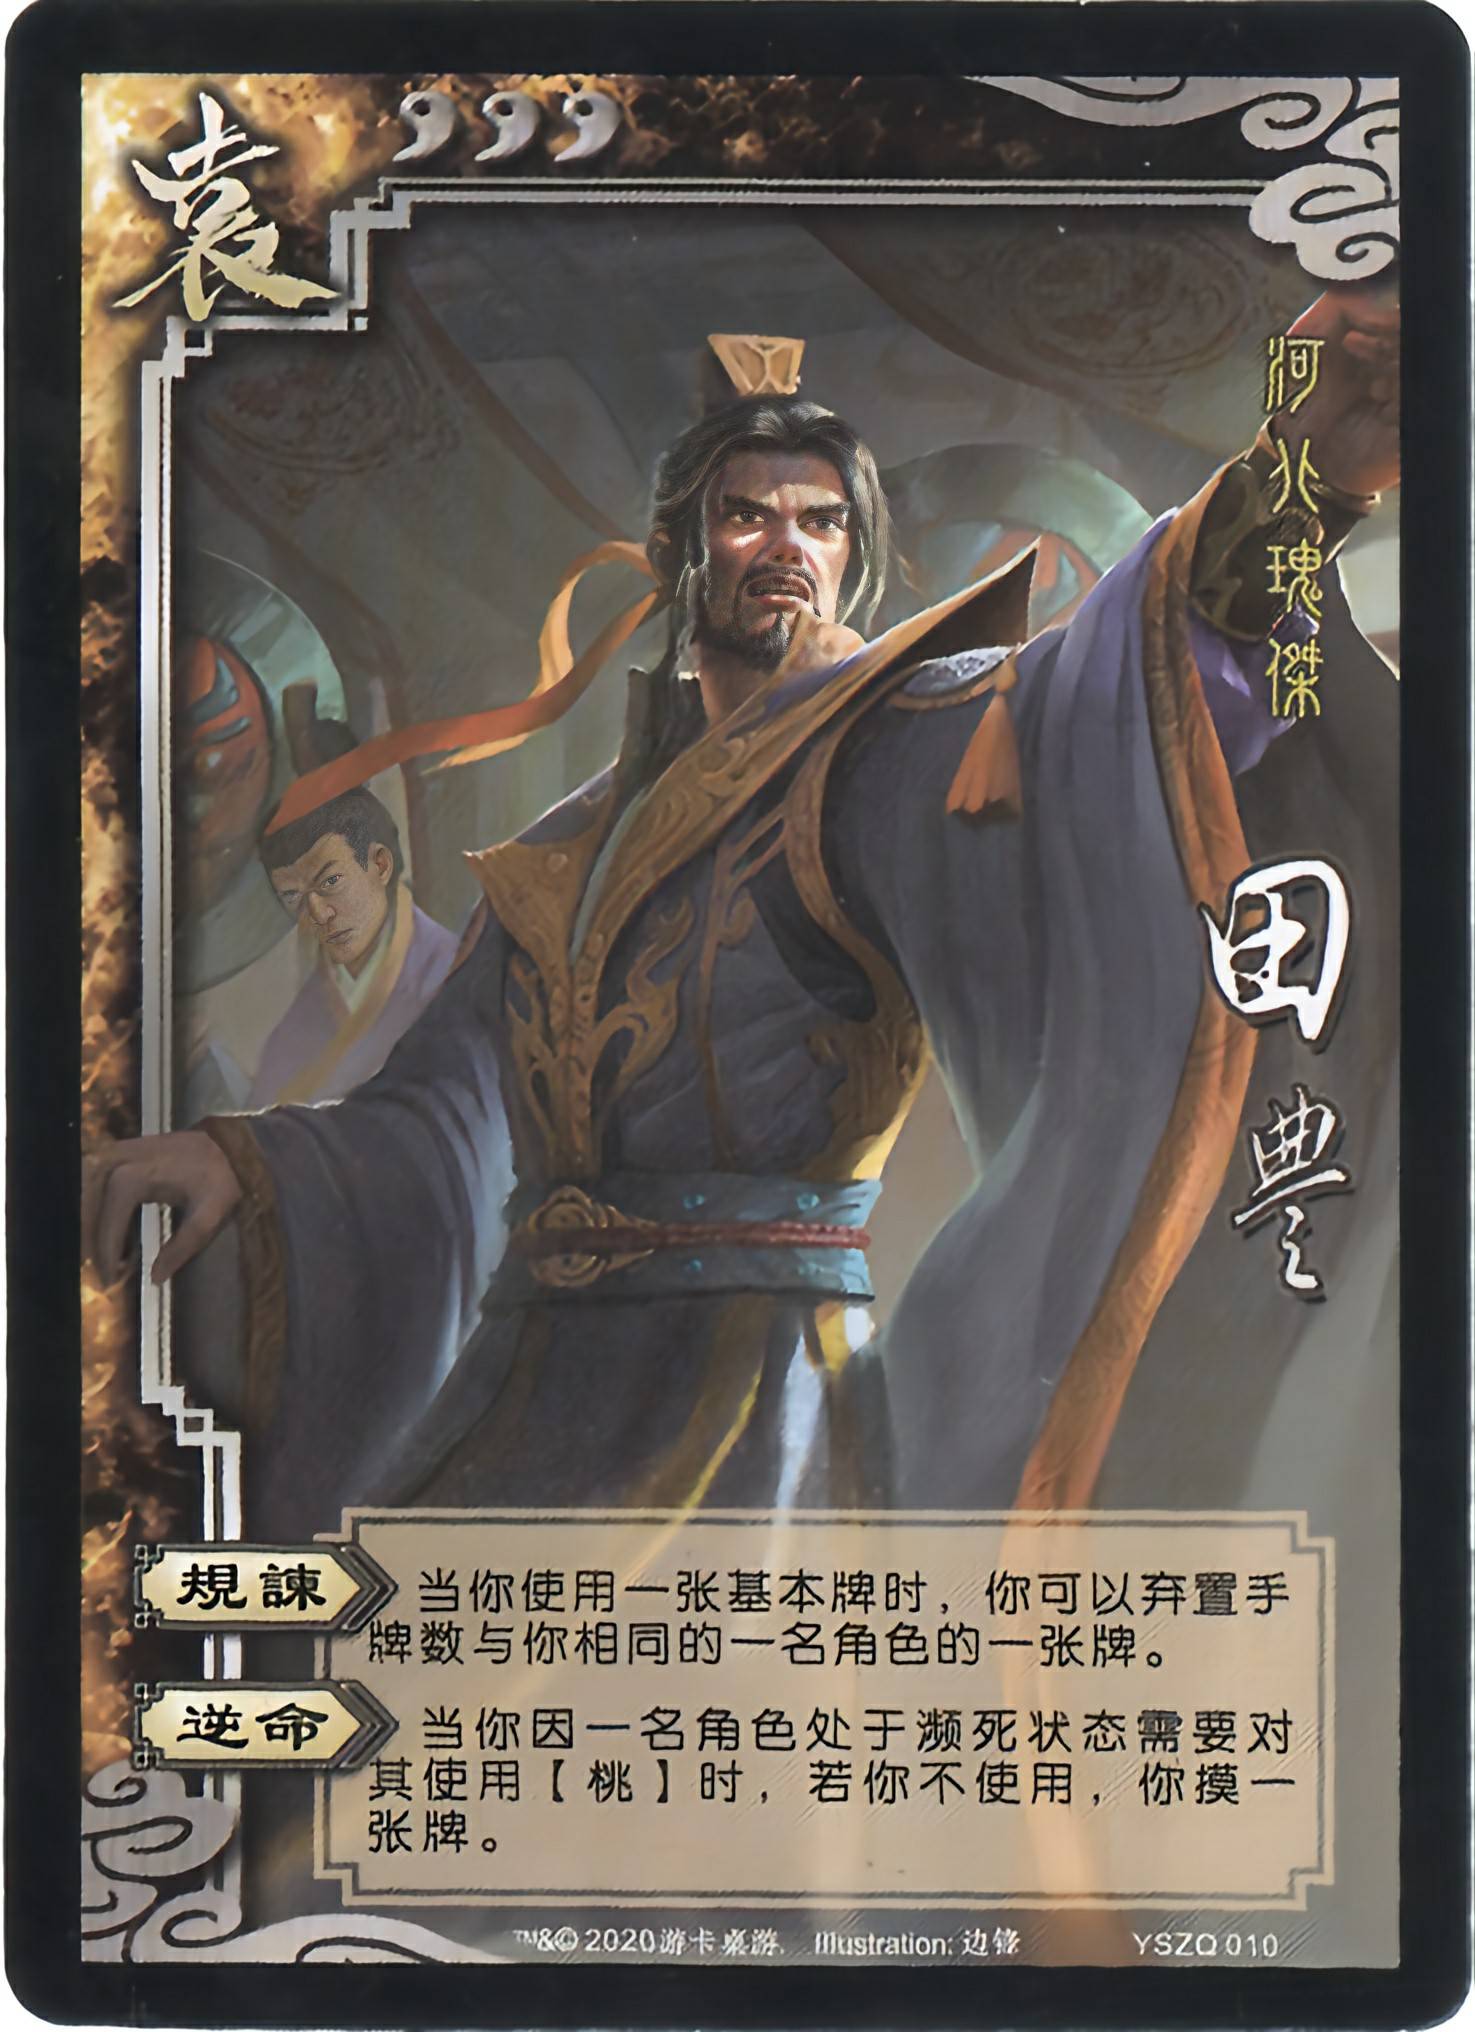 袁
河北瑰傑
田豊
規諫
当你使用一张基本牌时，你可以弃置手
牌数与你相同的一名角色的一张牌。
逆命
当你因一名角色处于濒死状态需要对
其使用【桃】时，若你不使用，你摸一
张牌。
™&© 2020游卡桌游. Illustration: 边锋 YSZQ 010